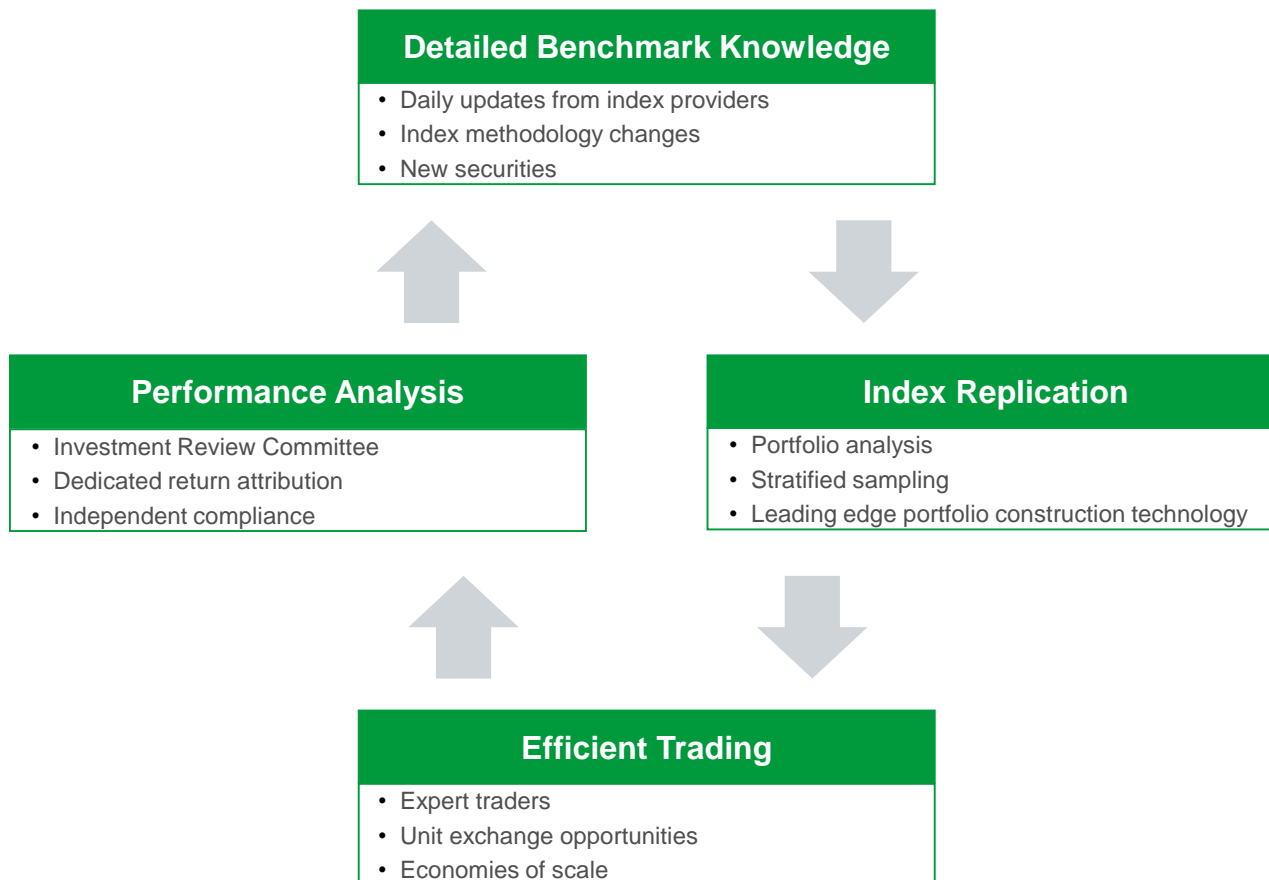 Detailed Benchmark Knowledge
• Daily updates from index providers
• Index methodology changes
• New securities
Performance Analysis
• Investment Review Committee
• Dedicated return attribution
• Independent compliance
Index Replication
• Portfolio analysis
• Stratified sampling
• Leading edge portfolio construction technology
Efficient Trading
• Expert traders
• Unit exchange opportunities
• Economies of scale